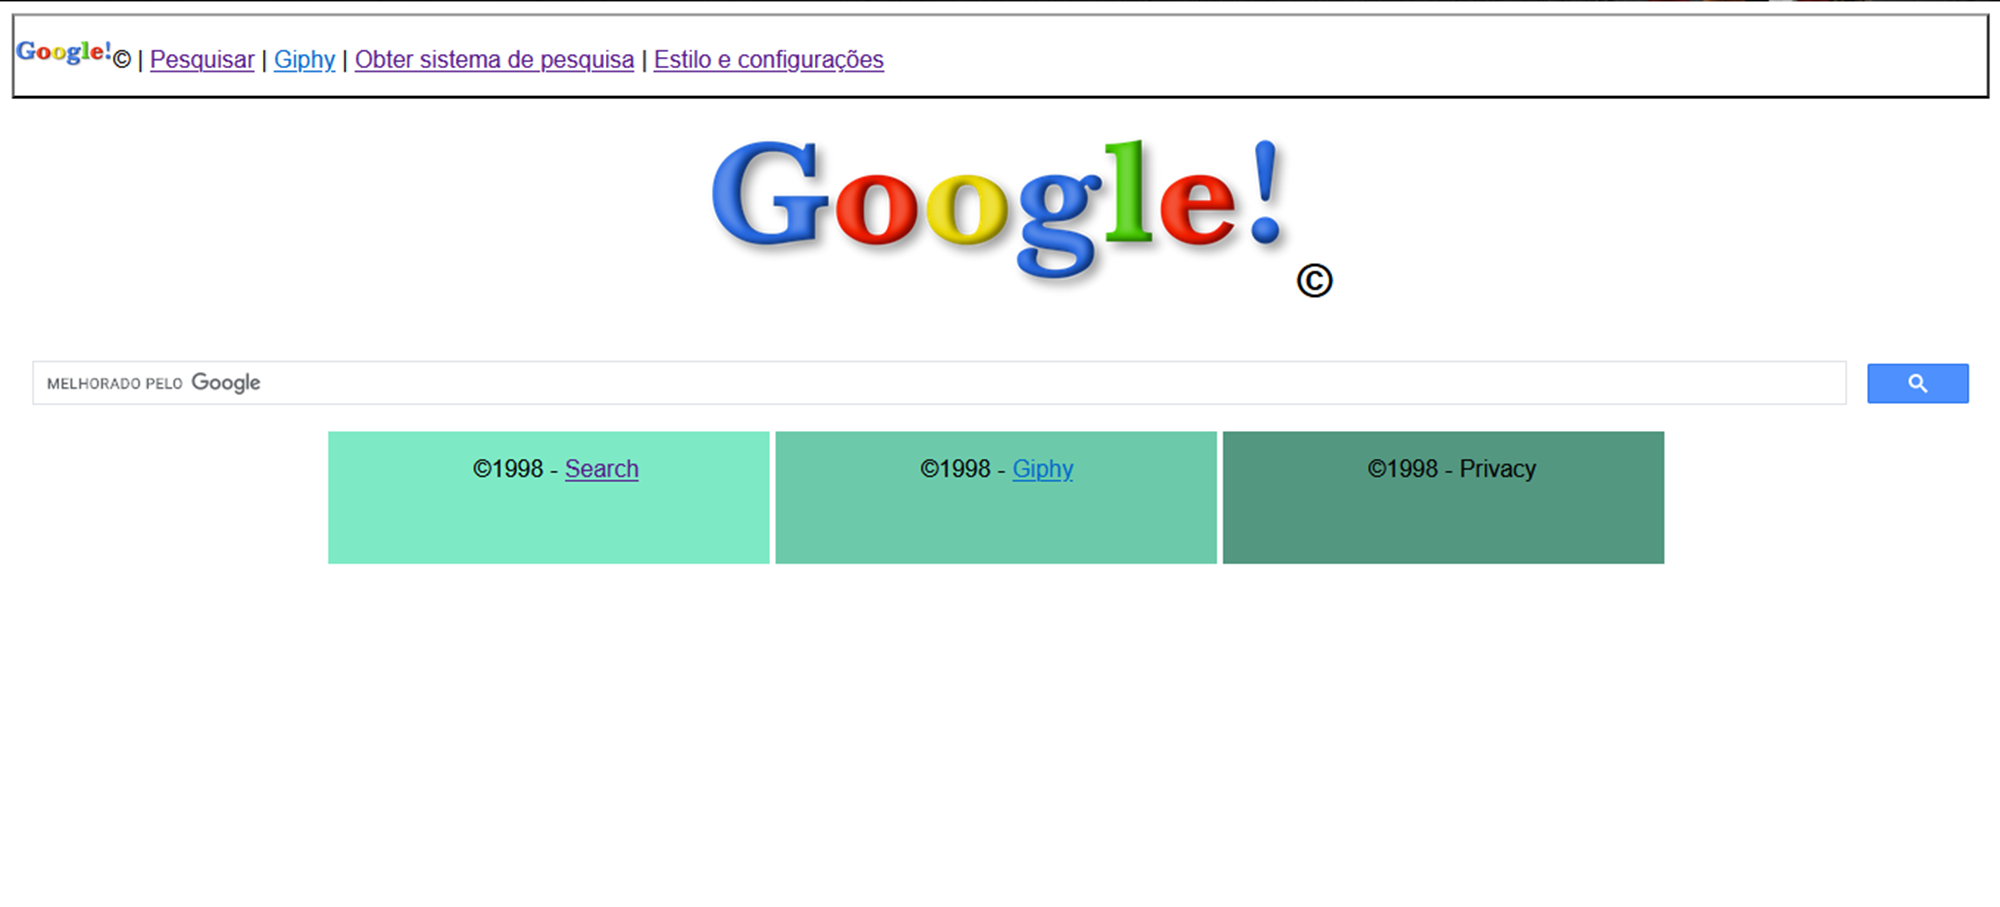 Google!© | Pesquisar | Giphy | Obter sistema de pesquisa | Estilo e configurações
Google!©
MELHORADO PELO Google
©1998 - Search
©1998 - Giphy
©1998 - Privacy